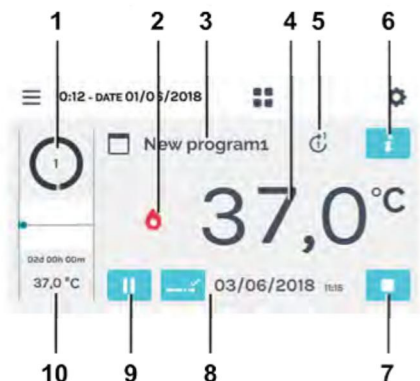 1 2 3 4 5 6
0:12 - DATE 01/06/2018
1
New program1
1
i
37,0°C
02d 00h 00m
37,0 °C
03/06/2018 11:15
10 9 8 7